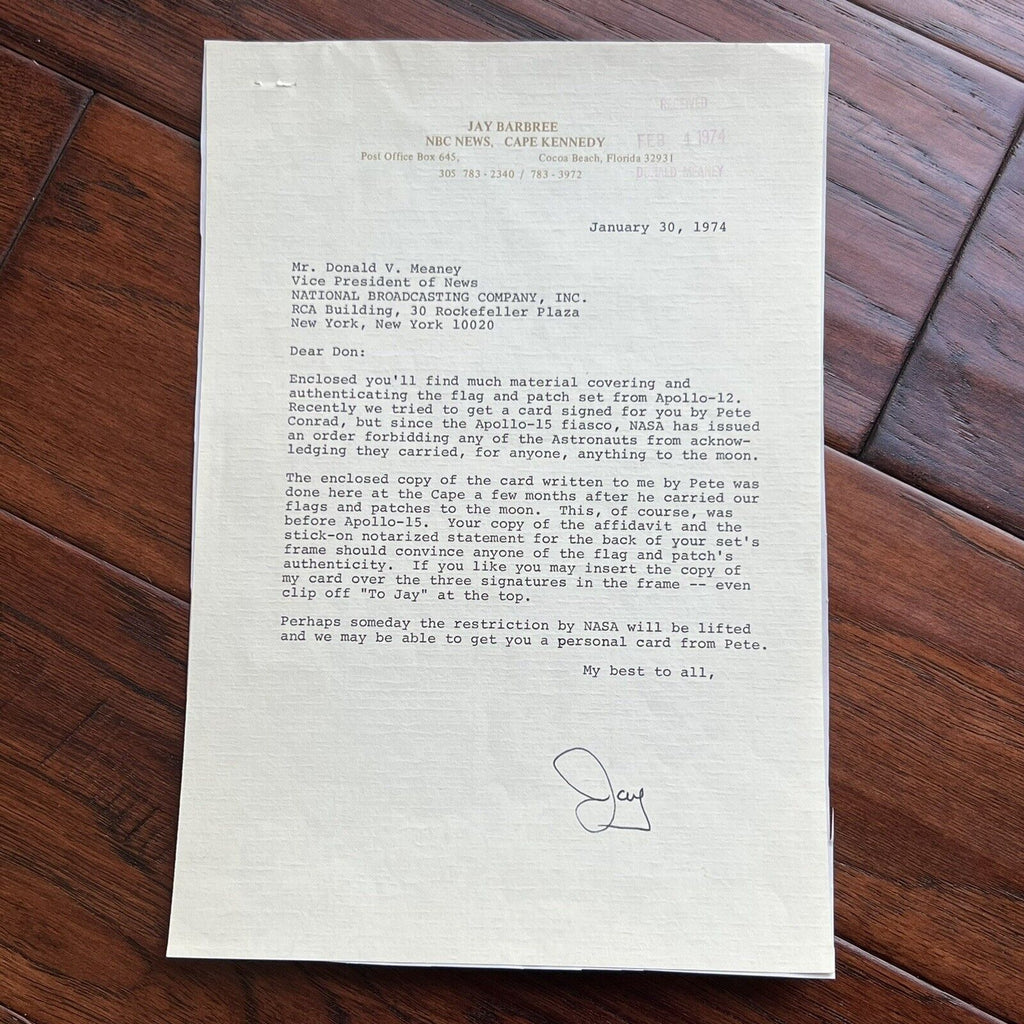 JAY BARBREE
NBC NEWS, CAPE KENNEDY
Post Office Box 645, Cocoa Beach, Florida 32931
305 783 - 2340 / 783 - 3972
RECEIVED
FEB 4 1974
DONALD MEANEY
January 30, 1974
Mr. Donald V. Meaney
Vice President of News
NATIONAL BROADCASTING COMPANY, INC.
RCA Building, 30 Rockefeller Plaza
New York, New York 10020
Dear Don:
Enclosed you'll find much material covering and
authenticating the flag and patch set from Apollo-12.
Recently we tried to get a card signed for you by Pete
Conrad, but since the Apollo-15 fiasco, NASA has issued
an order forbidding any of the Astronauts from acknow-
ledging they carried, for anyone, anything to the moon.
The enclosed copy of the card written to me by Pete was
done here at the Cape a few months after he carried our
flags and patches to the moon. This, of course, was
before Apollo-15. Your copy of the affidavit and the
stick-on notarized statement for the back of your set's
frame should convince anyone of the flag and patch's
authenticity. If you like you may insert the copy of
my card over the three signatures in the frame -- even
clip off "To Jay" at the top.
Perhaps someday the restriction by NASA will be lifted
and we may be able to get you a personal card from Pete.
My best to all,
Jay